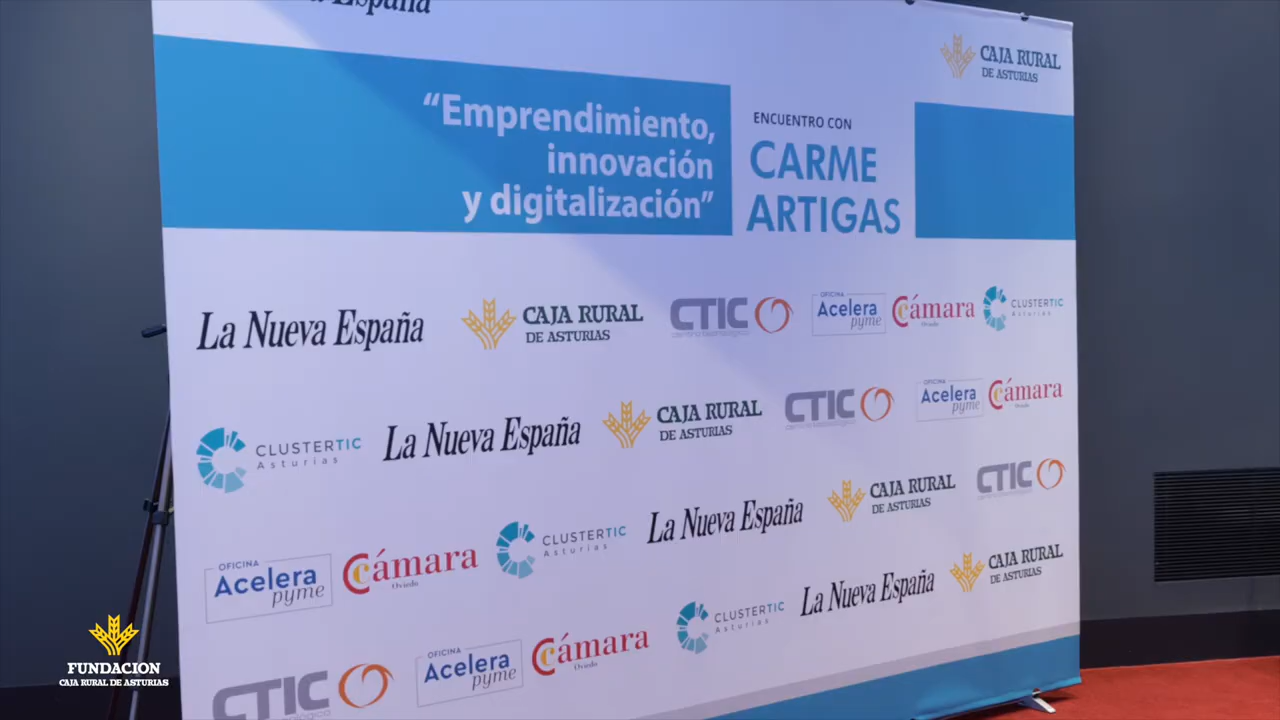 España
CAJA RURAL
DE ASTURIAS
“Emprendimiento,
innovación
y digitalización”
ENCUENTRO CON
CARME
ARTIGAS
La Nueva España
CAJA RURAL
DE ASTURIAS
CTIC
OFICINA
Acelera
pyme
Cámara
Oviedo
CLUSTERTIC
Asturias
CLUSTERTIC
Asturias
La Nueva España
CAJA RURAL
DE ASTURIAS
CTIC
OFICINA
Acelera
pyme
Cámara
Oviedo
OFICINA
Acelera
pyme
Cámara
Oviedo
CLUSTERTIC
Asturias
La Nueva España
CAJA RURAL
DE ASTURIAS
CTIC
CTIC
OFICINA
Acelera
pyme
Cámara
Oviedo
CLUSTERTIC
Asturias
La Nueva España
CAJA RURAL
DE ASTURIAS
FUNDACION
CAJA RURAL DE ASTURIAS